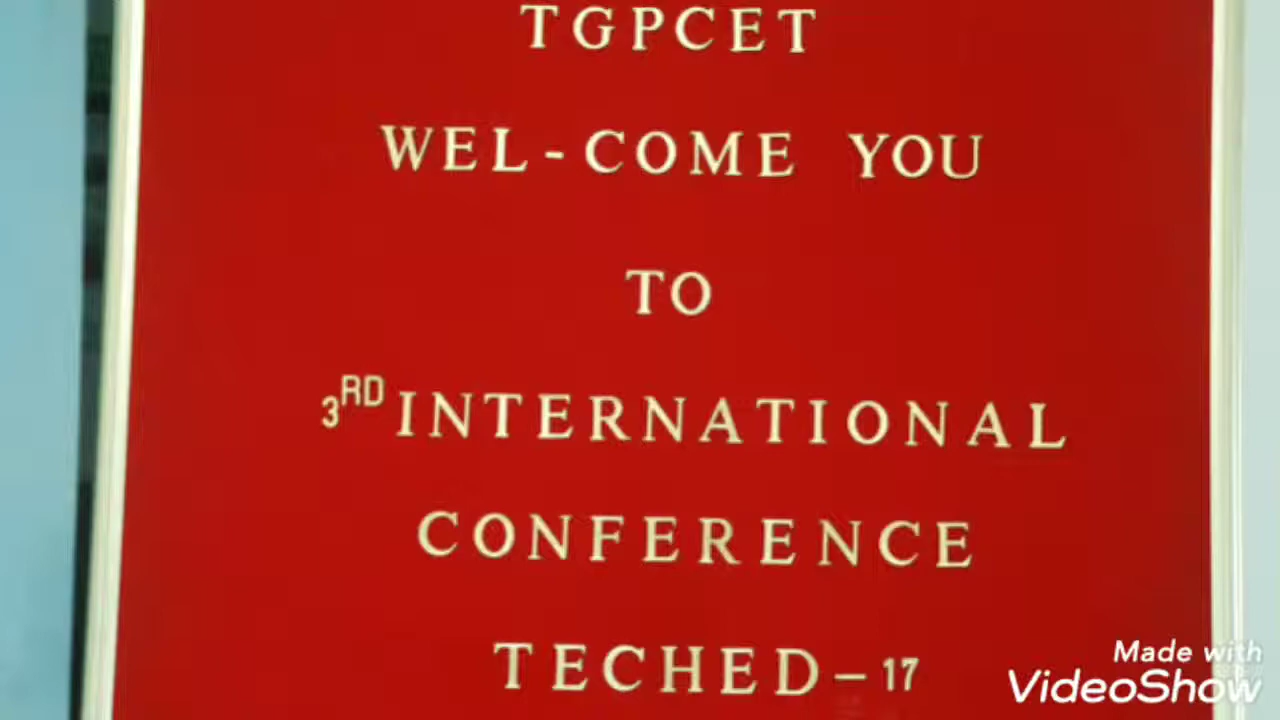 TGPCET
WEL-COME YOU
TO
3RD INTERNATIONAL
CONFERENCE
TECHED-17
Made with
VideoShow